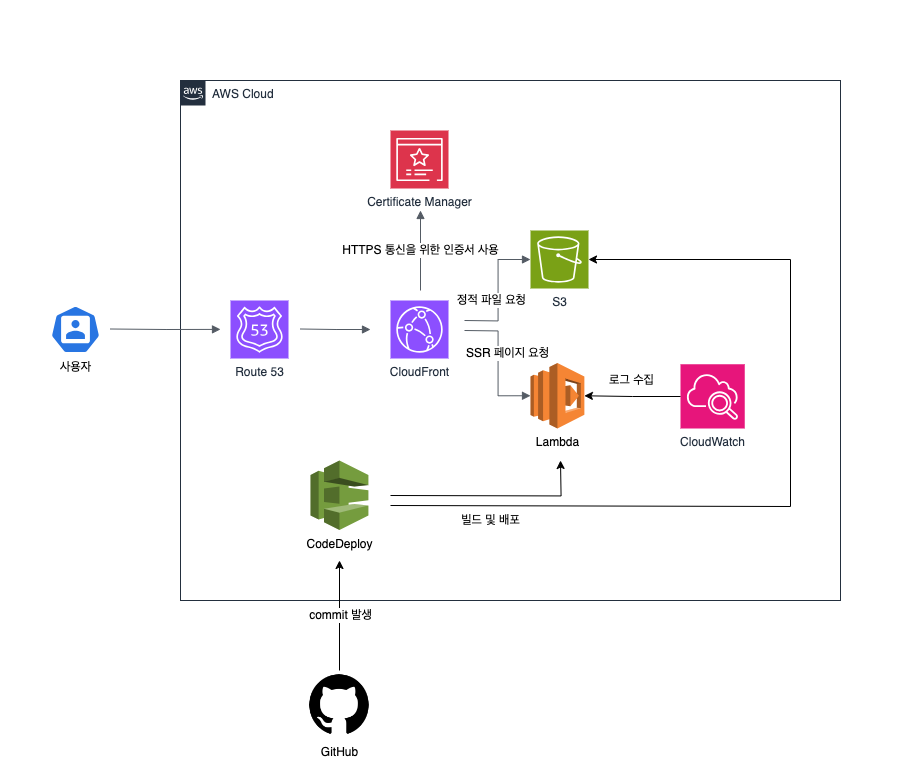 aws
AWS Cloud
Certificate Manager
HTTPS 통신을 위한 인증서 사용
정적 파일 요청
S3
53
사용자
Route 53
CloudFront
SSR 페이지 요청
로그 수집
Lambda
CloudWatch
빌드 및 배포
CodeDeploy
commit 발생
GitHub